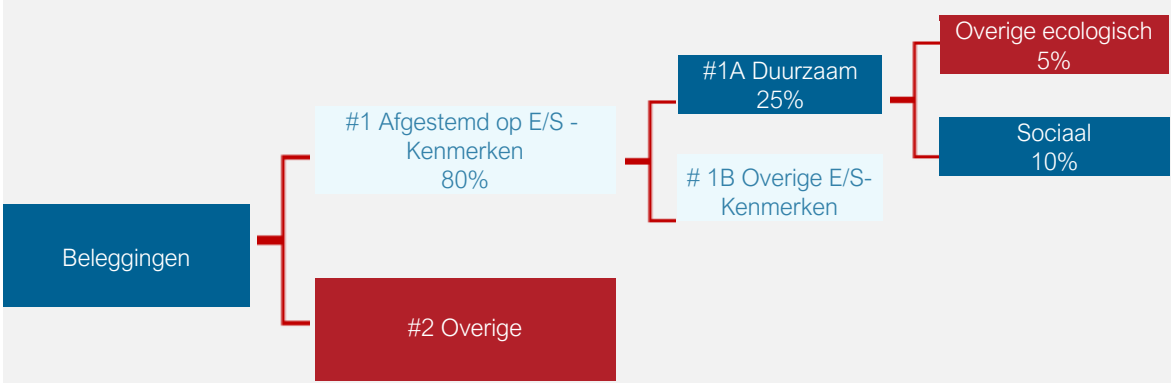 Beleggingen
#1 Afgestemd op E/S -
Kenmerken
80%
#2 Overige
#1A Duurzaam
25%
# 1B Overige E/S-
Kenmerken
Overige ecologisch
5%
Sociaal
10%